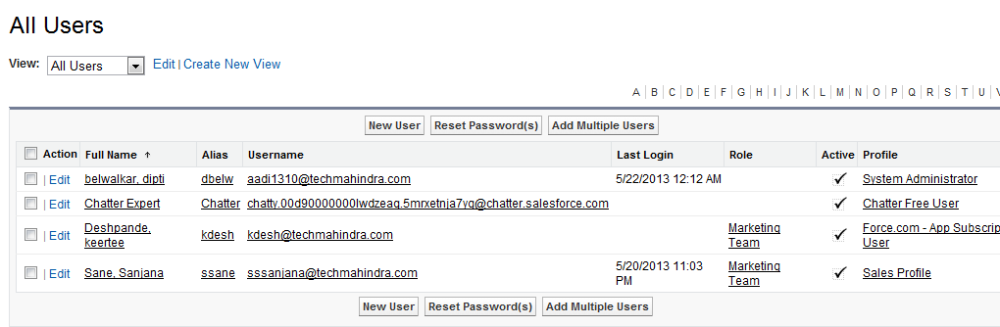 All Users
View: All Users Edit | Create New View
A B C D E F G H I J K L M N O P Q R S T U V
New User Reset Password(s) Add Multiple Users
Action Full Name Alias Username Last Login Role Active Profile
| Edit belwalkar, dipti dbelw aadi1310@techmahindra.com 5/22/2013 12:12 AM System Administrator
| Edit Chatter Expert Chatter chatty.00d90000000lwdzeaq.5mrxetnja7yq@chatter.salesforce.com Chatter Free User
| Edit Deshpande, kdesh kdesh@techmahindra.com Marketing Force.com - App Subscrip
keertee Team User
| Edit Sane, Sanjana ssane sssanjana@techmahindra.com 5/20/2013 11:03 Marketing Sales Profile
PM Team
New User Reset Password(s) Add Multiple Users